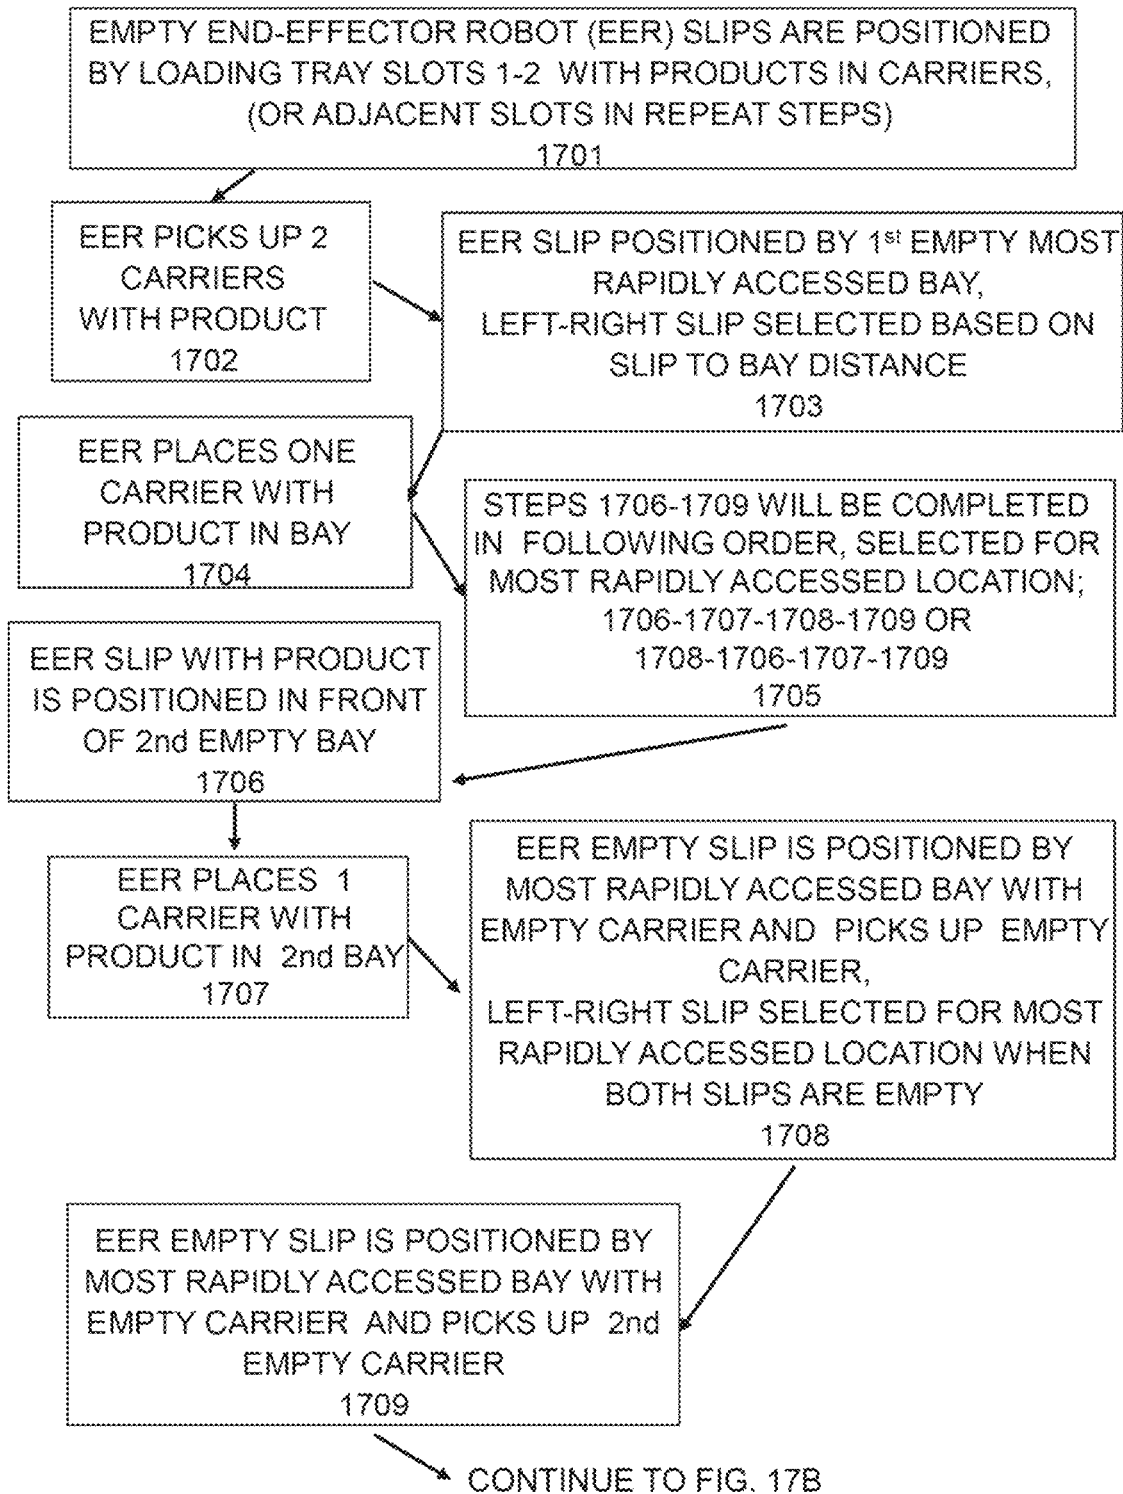 EMPTY END-EFFECTOR ROBOT (EER) SLIPS ARE POSITIONED
BY LOADING TRAY SLOTS 1-2 WITH PRODUCTS IN CARRIERS,
(OR ADJACENT SLOTS IN REPEAT STEPS)
1701
EER PICKS UP 2
CARRIERS
WITH PRODUCT
1702
EER SLIP POSITIONED BY 1st EMPTY MOST
RAPIDLY ACCESSED BAY,
LEFT-RIGHT SLIP SELECTED BASED ON
SLIP TO BAY DISTANCE
1703
EER PLACES ONE
CARRIER WITH
PRODUCT IN BAY
1704
STEPS 1706-1709 WILL BE COMPLETED
IN FOLLOWING ORDER, SELECTED FOR
MOST RAPIDLY ACCESSED LOCATION;
1706-1707-1708-1709 OR
1708-1706-1707-1709
1705
EER SLIP WITH PRODUCT
IS POSITIONED IN FRONT
OF 2nd EMPTY BAY
1706
EER PLACES 1
CARRIER WITH
PRODUCT IN 2nd BAY
1707
EER EMPTY SLIP IS POSITIONED BY
MOST RAPIDLY ACCESSED BAY WITH
EMPTY CARRIER AND PICKS UP EMPTY
CARRIER,
LEFT-RIGHT SLIP SELECTED FOR MOST
RAPIDLY ACCESSED LOCATION WHEN
BOTH SLIPS ARE EMPTY
1708
EER EMPTY SLIP IS POSITIONED BY
MOST RAPIDLY ACCESSED BAY WITH
EMPTY CARRIER AND PICKS UP 2nd
EMPTY CARRIER
1709
CONTINUE TO FIG. 17B